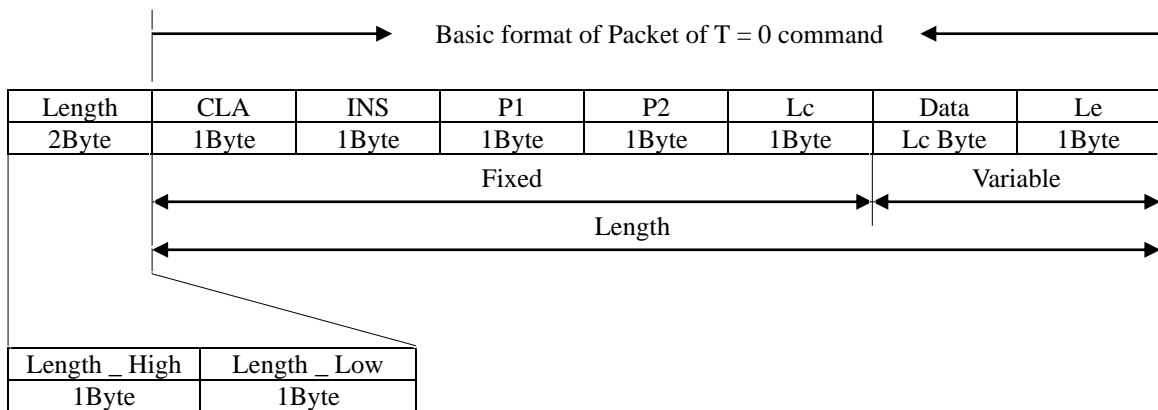 Basic format of Packet of T = 0 command
Length CLA INS P1 P2 Lc Data Le
2Byte 1Byte 1Byte 1Byte 1Byte 1Byte Lc Byte 1Byte
Fixed Variable
Length
Length _ High Length _ Low
1Byte 1Byte